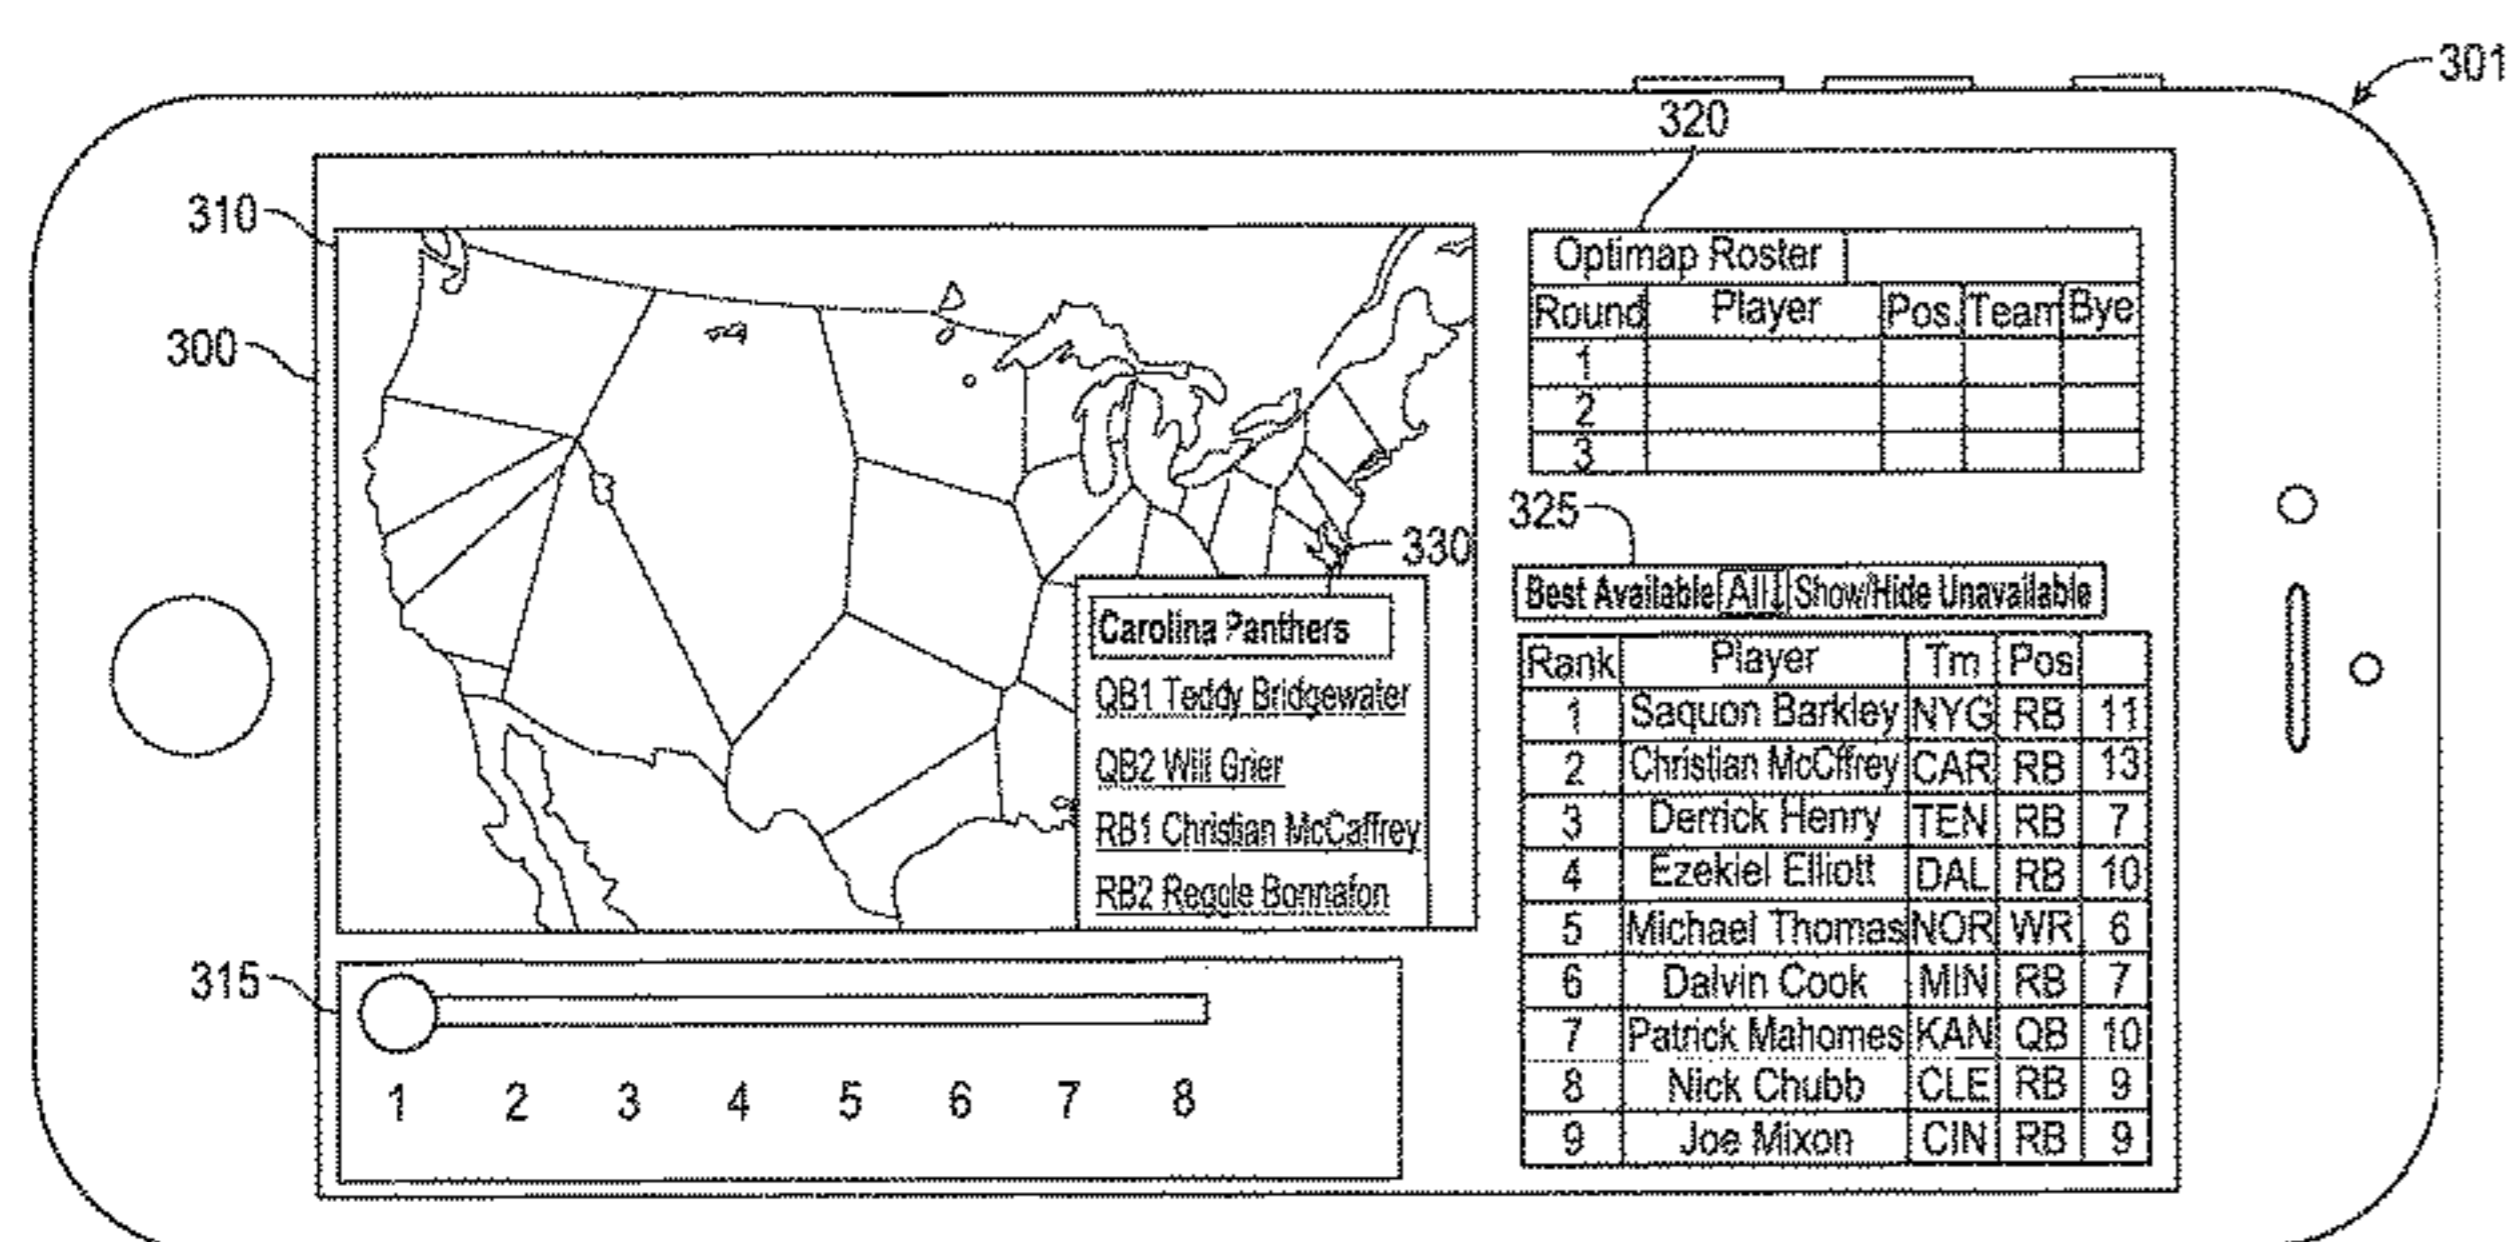 301
320
310
300
Optimap Roster
Round Player Pos. Team Bye
1
2
3
325
330
Best Available All Show/Hide Unavailable
Carolina Panthers
QB1 Teddy Bridgewater
QB2 Will Grier
RB1 Christian McCaffrey
RB2 Reggie Bonnafon
Rank Player Tm Pos
1 Saquon Barkley NYG RB 11
2 Christian McCffrey CAR RB 13
3 Derrick Henry TEN RB 7
4 Ezekiel Elliott DAL RB 10
5 Michael Thomas NOR WR 6
6 Dalvin Cook MIN RB 7
7 Patrick Mahomes KAN QB 10
8 Nick Chubb CLE RB 9
9 Joe Mixon CIN RB 9
315
1 2 3 4 5 6 7 8